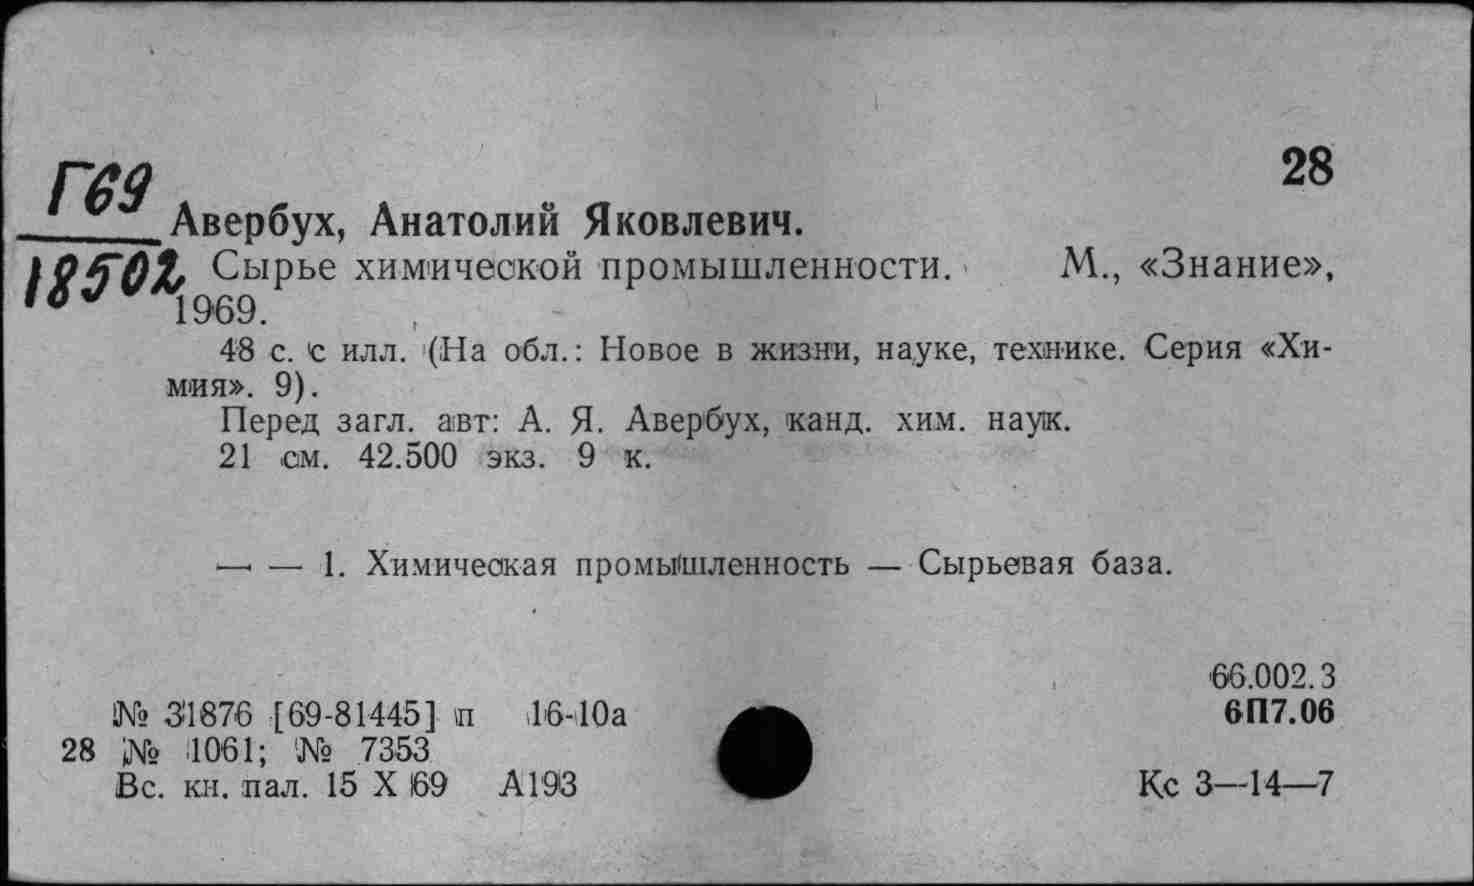 28
Г69
Авербух, Анатолий Яковлевич.
18502 Сырье химической промышленности. М., «Знание»,
1969.
48 с. с илл. (На обл.: Новое в жизни, науке, технике. Серия «Хи-
мия». 9).
Перед загл. авт: А. Я. Авербух, канд. хим. наук.
21 см. 42.500 экз. 9 к.
— — 1. Химическая промышленность — Сырьевая база.
66.002.3
№ 31876 [69-81445] п 16-10а 6П7.06
28 № 1061; № 7353
Вс. кн. пал. 15 X 69 А193 Кс 3—14—7